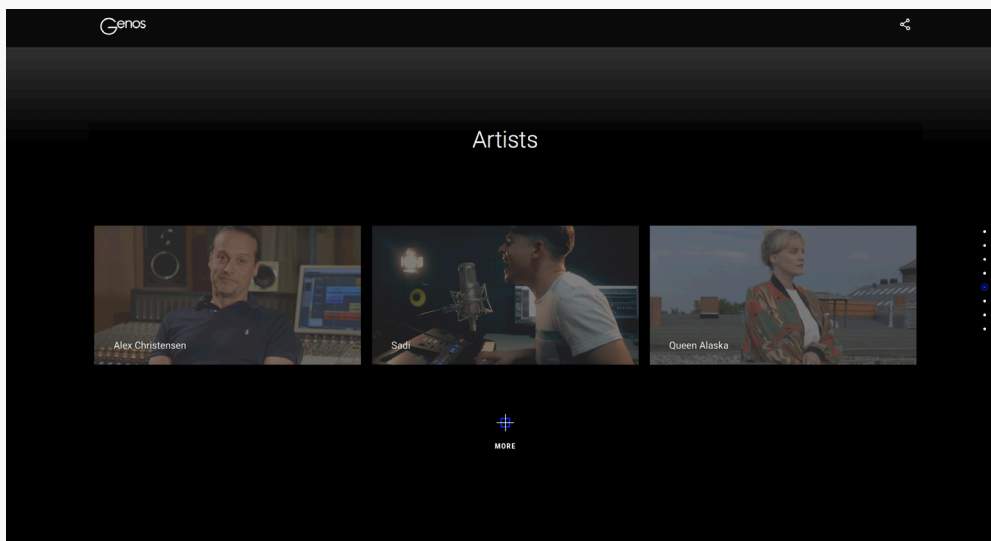 Genos
Artists
Alex Christensen
Sadi
Queen Alaska
MORE